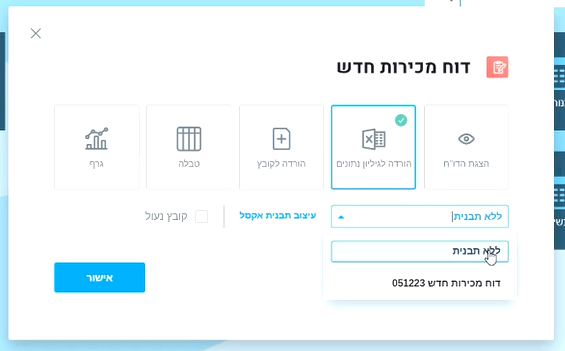 דוח מכירות חדש
הצגת הדו"ח
הורדה לגיליון נתונים
הורדה לקובץ
טבלה
גרף
ללא תבנית
עיצוב תבנית אקסל
קובץ נעול
ללא תבנית
דוח מכירות חדש 051223
אישור